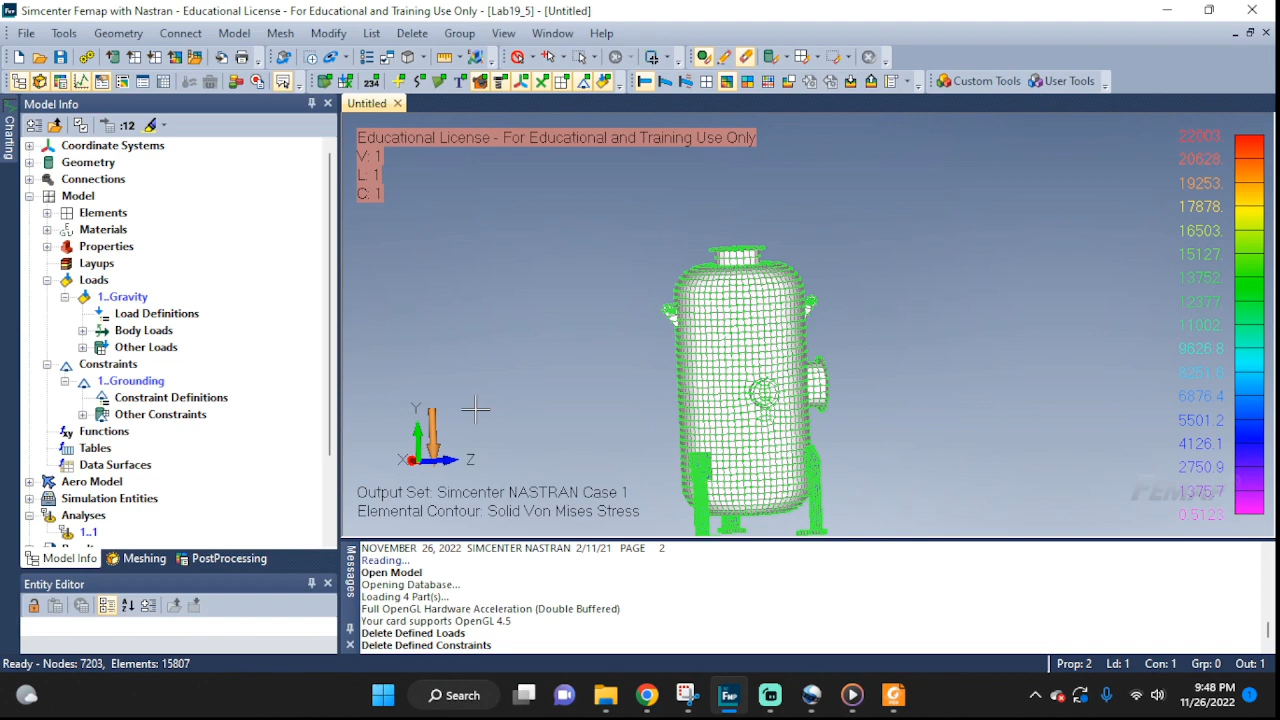 Simcenter Femap with Nastran - Educational License - For Educational and Training Use Only - [Lab19_5] - [Untitled]
File Tools Geometry Connect Model Mesh Modify List Delete Group View Window Help
234 Custom Tools User Tools
Charting
Model Info
:12
Coordinate Systems
Geometry
Connections
Model
Elements
Materials
Properties
Layups
Loads
1..Gravity
Load Definitions
Body Loads
Other Loads
Constraints
1..Grounding
Constraint Definitions
Other Constraints
Functions
Tables
Data Surfaces
Aero Model
Simulation Entities
Analyses
1..1
Model Info Meshing PostProcessing
Entity Editor
Untitled
Educational License - For Educational and Training Use Only
V: 1
L: 1
C: 1
22003.
20628.
19253.
17878.
16503.
15127.
13752.
12377.
11002.
9626.8
8251.6
6876.4
5501.2
4126.1
2750.9
1375.7
0.5123
Y
X Z
Output Set: Simcenter NASTRAN Case 1
Elemental Contour: Solid Von Mises Stress
Messages
NOVEMBER 26, 2022 SIMCENTER NASTRAN 2/11/21 PAGE 2
Reading...
Open Model
Opening Database...
Loading 4 Part(s)...
Full OpenGL Hardware Acceleration (Double Buffered)
Your card supports OpenGL 4.5
Delete Defined Loads
Delete Defined Constraints
Ready - Nodes: 7203, Elements: 15807
Prop: 2 Ld: 1 Con: 1 Grp: 0 Out: 1
Search
FMP
9:48 PM
11/26/2022
1